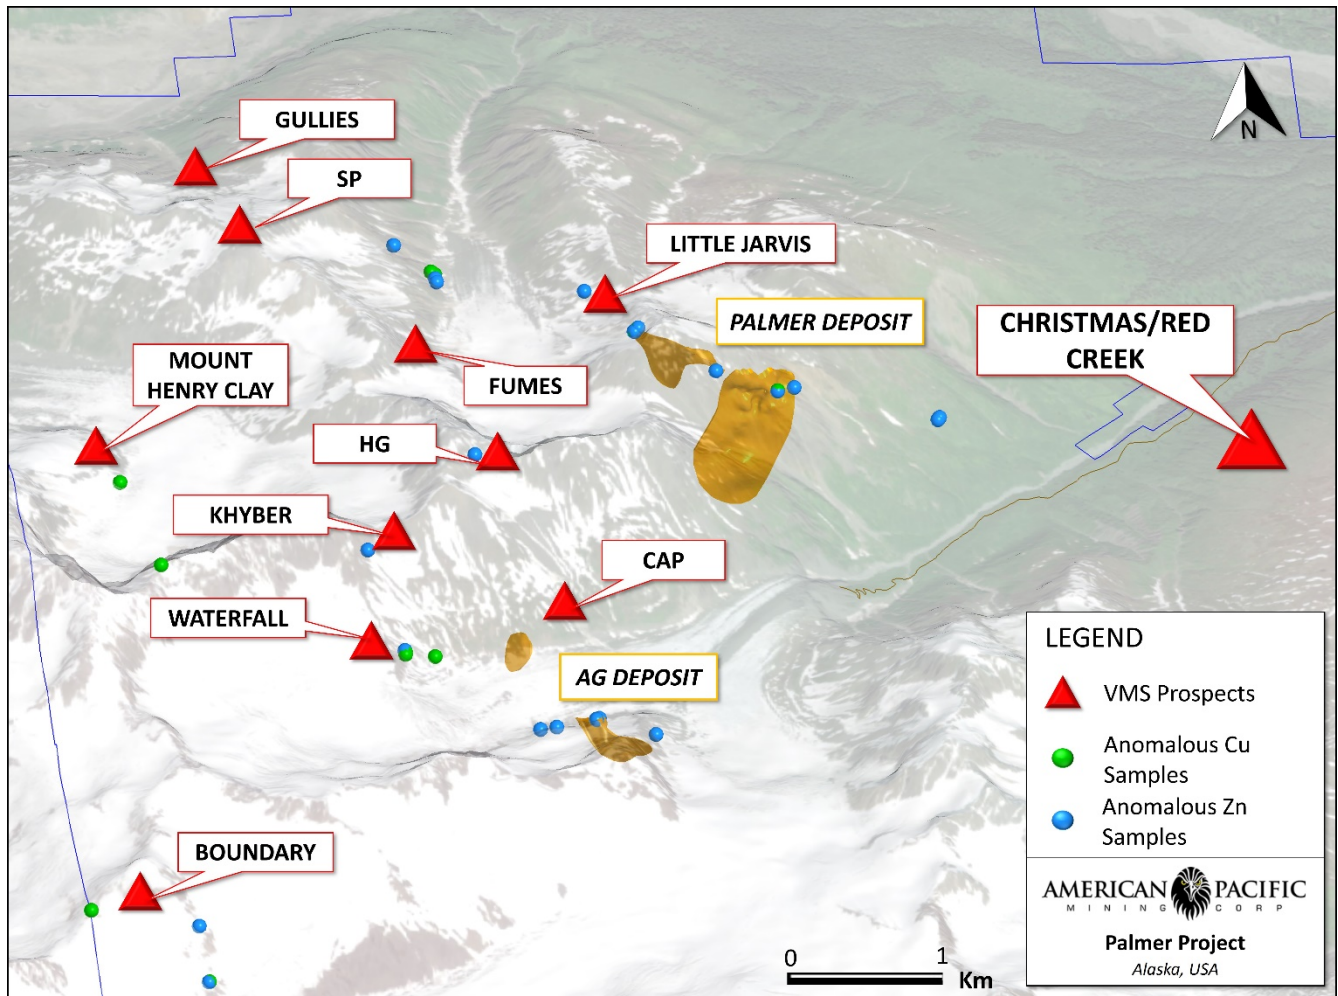 GULLIES
N
SP
LITTLE JARVIS
PALMER DEPOSIT
CHRISTMAS/RED
CREEK
MOUNT
HENRY CLAY
FUMES
HG
KHYBER
CAP
WATERFALL
AG DEPOSIT
LEGEND
VMS Prospects
Anomalous Cu
Samples
Anomalous Zn
Samples
BOUNDARY
AMERICAN PACIFIC
MINING CORP
Palmer Project
Alaska, USA
0 1
Km